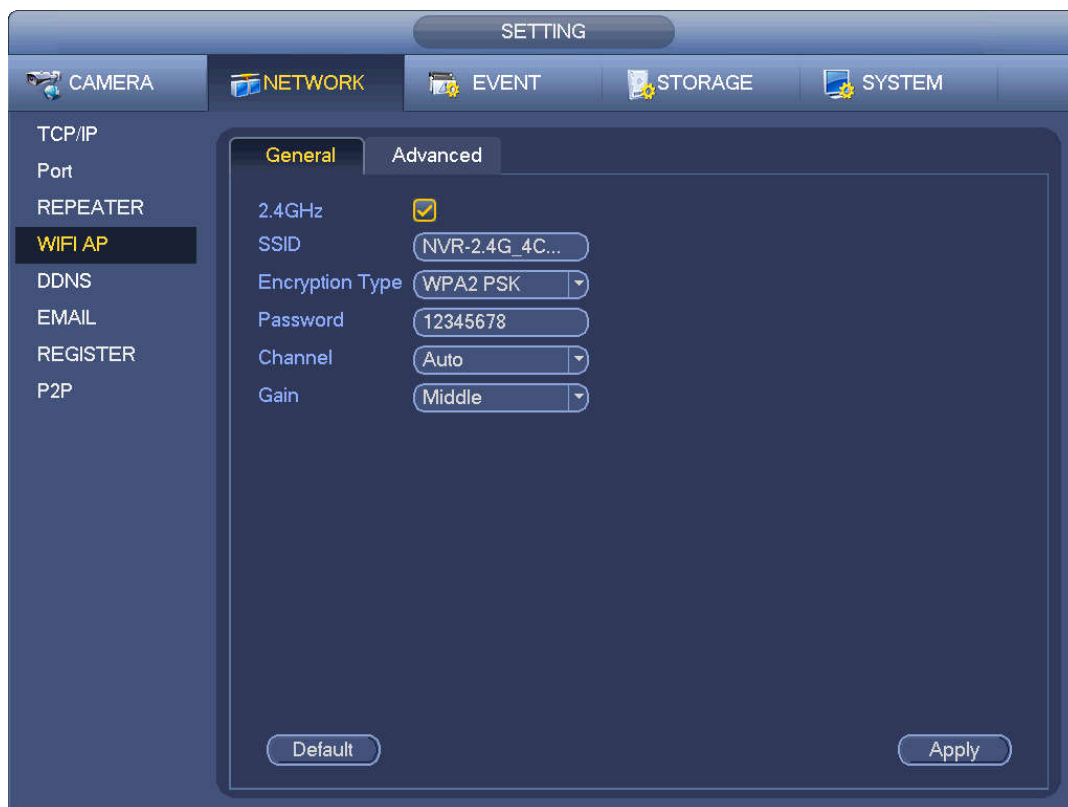 SETTING
CAMERA NETWORK EVENT STORAGE SYSTEM
TCP/IP
Port
REPEATER
WIFI AP
DDNS
EMAIL
REGISTER
P2P
General Advanced
2.4GHz
SSID NVR-2.4G_4C...
Encryption Type WPA2 PSK
Password 12345678
Channel Auto
Gain Middle
Default Apply